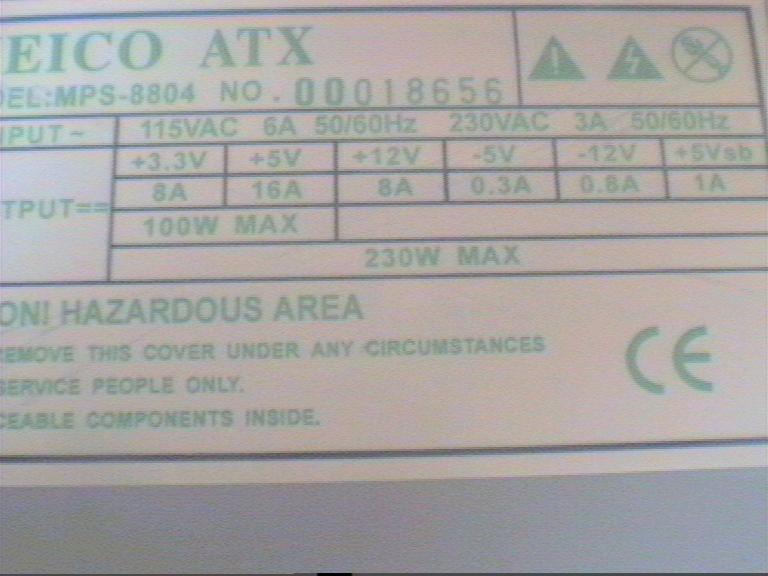 EICO ATX
DEL:MPS-8804 NO. 00018656
NPUT~ 115VAC 6A 50/60Hz 230VAC 3A 50/60Hz
+3.3V +5V +12V -5V -12V +5Vsb
TPUT== 8A 16A 8A 0.3A 0.8A 1A
100W MAX
230W MAX
ON! HAZARDOUS AREA
REMOVE THIS COVER UNDER ANY CIRCUMSTANCES
SERVICE PEOPLE ONLY.
CEABLE COMPONENTS INSIDE.
CE